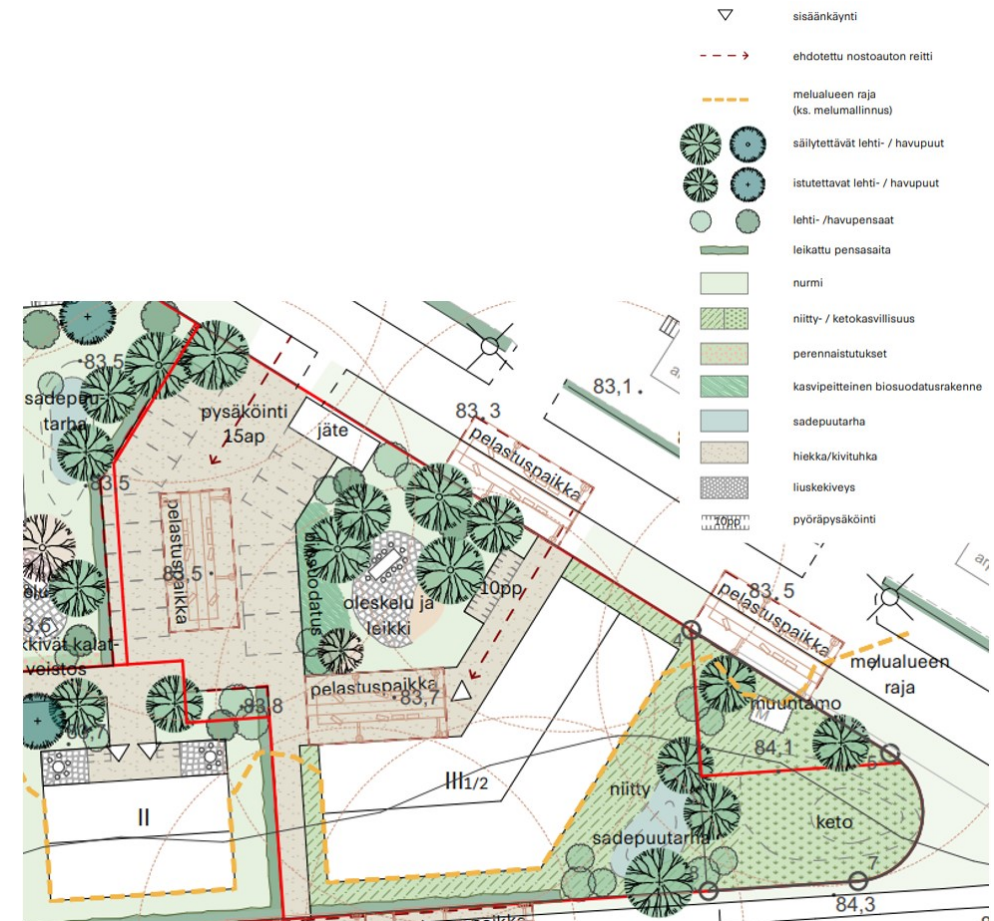 sisäänkäynti
ehdotettu nostoauton reitti
melualueen raja
(ks. melumallinnus)
säilytettävät lehti- / havupuut
istutettavat lehti- / havupuut
lehti- /havupensaat
leikattu pensasaita
nurmi
niitty- / ketokasvillisuus
perennaistutukset
kasvipeitteinen biosuodatusrakenne
sadepuutarha
hiekka/kivituhka
liuskekiveys
10pp
pyöräpysäköinti
83,5
83,1
83,3
sadepuu-
tarha
pysäköinti
15ap
jäte
pelastuspaikka
83,5
pelastuspaikka
biosuodatus
oleskelu ja
leikki
10pp
83,5
pelastuspaikka
kkivät kalat-
veistos
pelastuspaikka
83,7
83,8
melualueen
raja
muuntamo
M
84,1
5
II
III1/2
niitty
sadepuutarha
keto
7
84,3